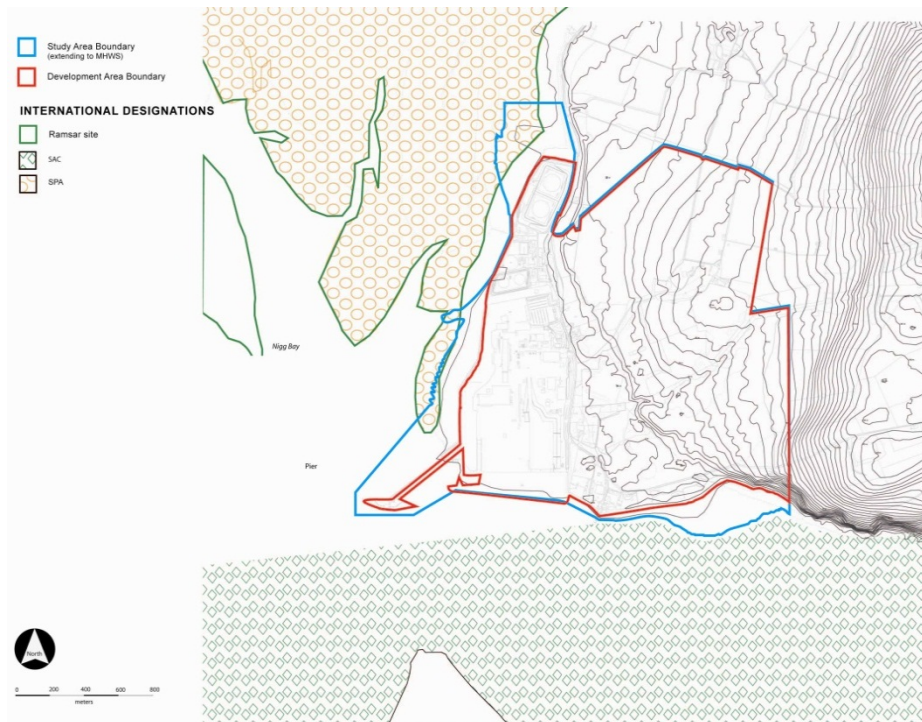 Study Area Boundary
(extending to MHWS)
Development Area Boundary
INTERNATIONAL DESIGNATIONS
Ramsar site
SAC
SPA
Nigg Bay
Pier
North
0 200 400 600 800
meters